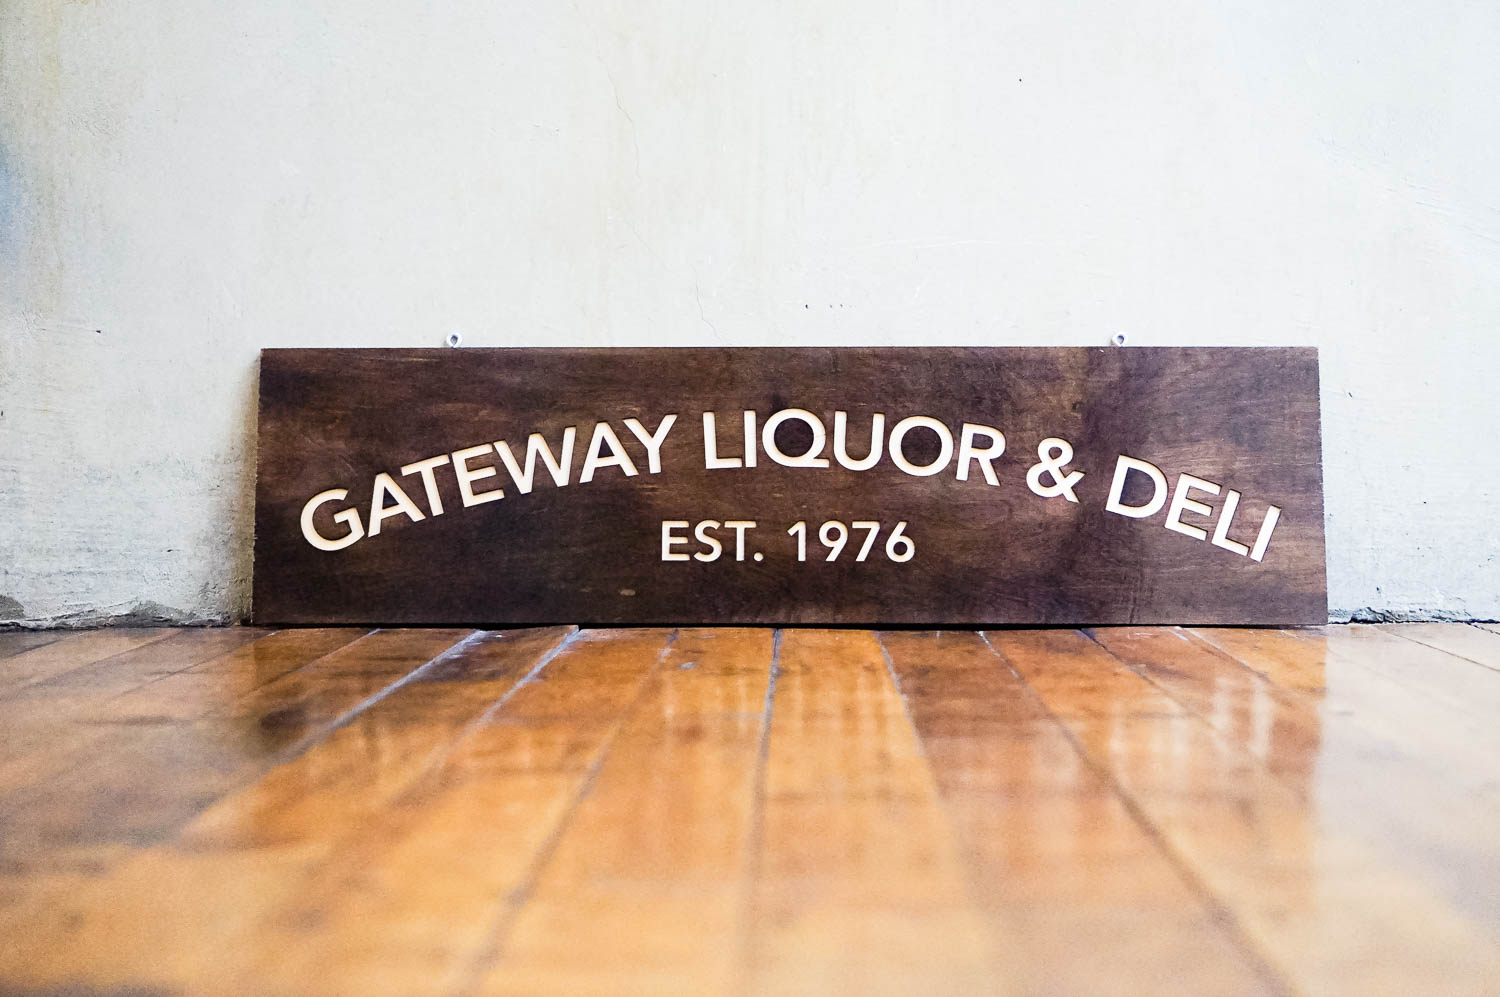 GATEWAY LIQUOR & DELI
EST. 1976